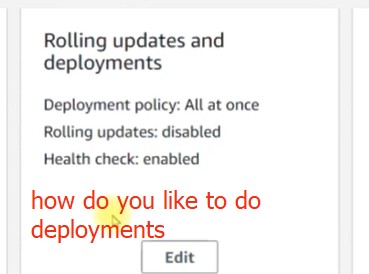 Rolling updates and
deployments
Deployment policy: All at once
Rolling updates: disabled
Health check: enabled
how do you like to do
deployments
Edit